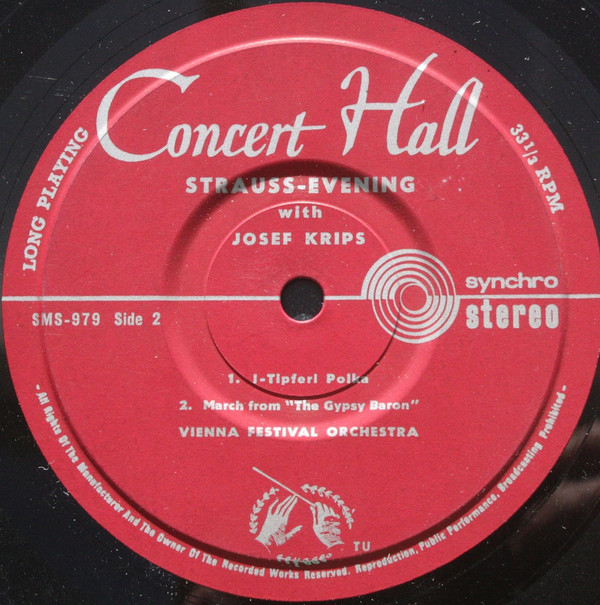 Concert Hall
LONG PLAYING
33 1/3 RPM
STRAUSS-EVENING
with
JOSEF KRIPS
synchro
stereo
SMS-979 Side 2
1. I-Tipferl Polka
2. March from "The Gypsy Baron"
VIENNA FESTIVAL ORCHESTRA
TU
- All Rights Of The Manufacturer And The Owner Of The Recorded Works Reserved. Reproduction, Public Performance, Broadcasting Prohibited -